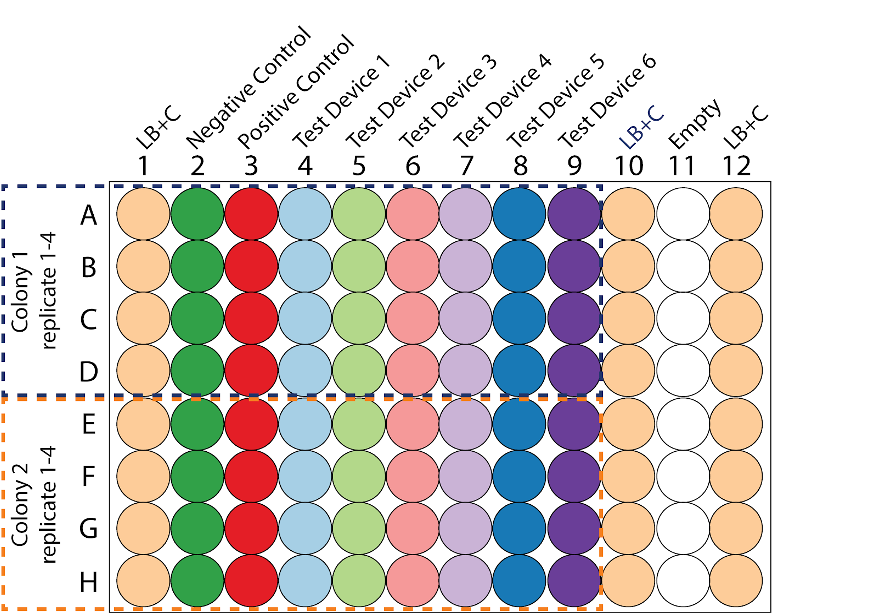 LB+C
Negative Control
Positive Control
Test Device 1
Test Device 2
Test Device 3
Test Device 4
Test Device 5
Test Device 6
LB+C
Empty
LB+C
1 2 3 4 5 6 7 8 9 10 11 12
Colony 1
replicate 1-4
A
B
C
D
Colony 2
replicate 1-4
E
F
G
H